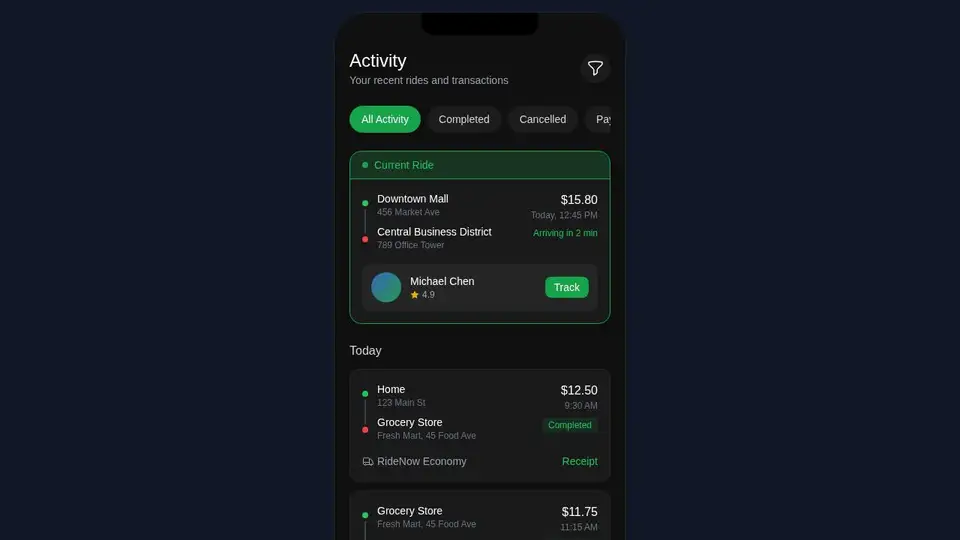 Activity
Your recent rides and transactions
All Activity
Completed
Cancelled
Current Ride
Downtown Mall
$15.80
456 Market Ave
Today, 12:45 PM
Central Business District
Arriving in 2 min
789 Office Tower
Michael Chen
4.9
Track
Today
Home
$12.50
123 Main St
9:30 AM
Grocery Store
Completed
Fresh Mart, 45 Food Ave
RideNow Economy
Receipt
Grocery Store
$11.75
Fresh Mart, 45 Food Ave
11:15 AM